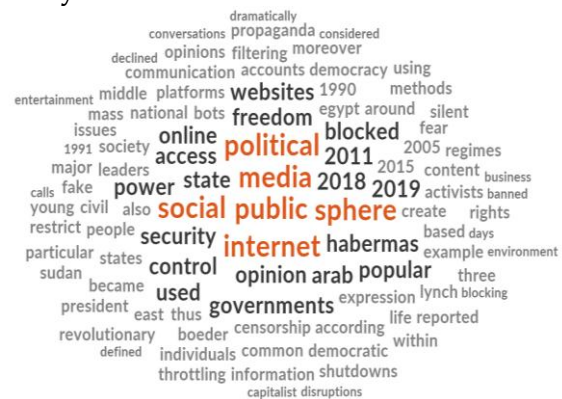 dramatically
conversations propaganda considered
declined opinions filtering moreover
communication accounts democracy using
entertainment middle platforms websites 1990 methods
mass national bots freedom egypt around silent
issues online political blocked fear
1991 society access 2011 2005 regimes
major leaders state media 2018 2015 content business
calls fake power 2019 activists banned
young civil also social public sphere create rights
restrict people security internet habermas based days
particular states control opinion arab popular example environment
sudan became used governments expression lynch blocking three
president east thus life reported
revolutionary boeder censorship according within
defined individuals common democratic
throttling information shutdowns
capitalist disruptions